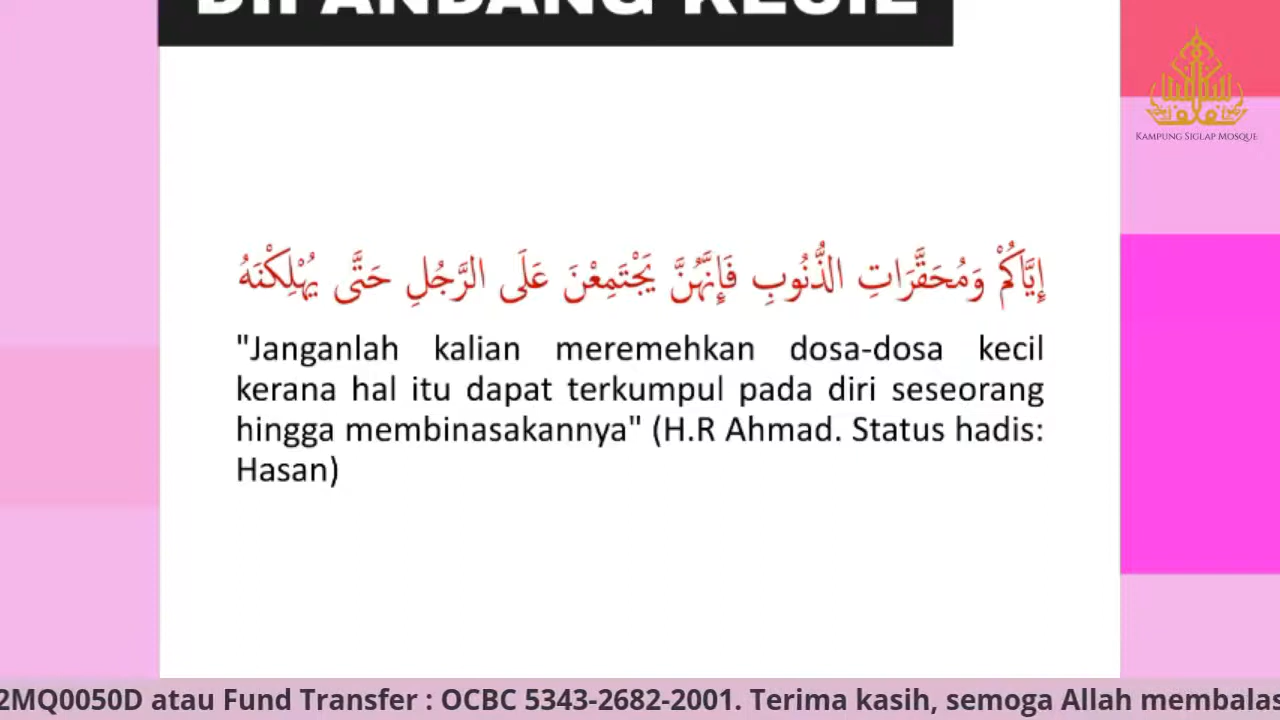 DIPANDANG KECIL
KAMPUNG SIGLAP MOSQUE
إِيَّاكُمْ وَمُحَقَّرَاتِ الذُّنُوبِ فَإِنَّهُنَّ يَجْتَمِعْنَ عَلَى الرَّجُلِ حَتَّى يُهْلِكْنَهُ
"Janganlah kalian meremehkan dosa-dosa kecil
kerana hal itu dapat terkumpul pada diri seseorang
hingga membinasakannya" (H.R Ahmad. Status hadis:
Hasan)
2MQ0050D atau Fund Transfer : OCBC 5343-2682-2001. Terima kasih, semoga Allah membalas